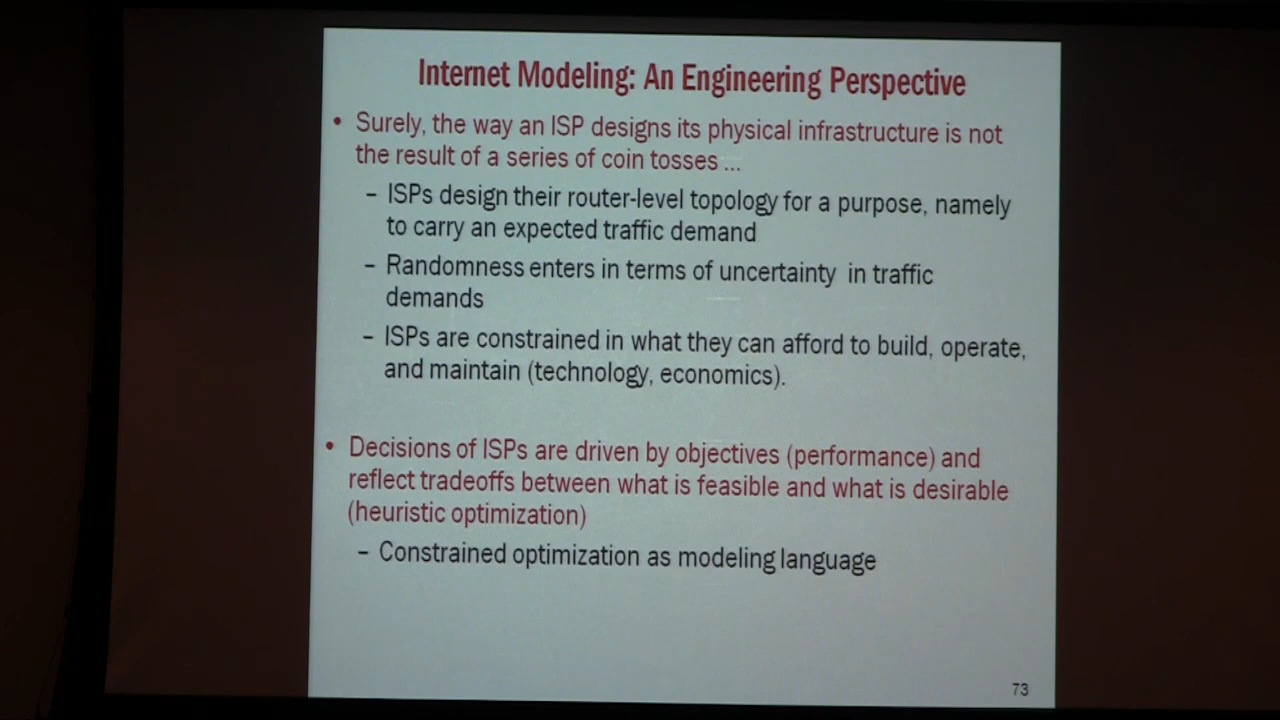 Internet Modeling: An Engineering Perspective
• Surely, the way an ISP designs its physical infrastructure is not
the result of a series of coin tosses ...
– ISPs design their router-level topology for a purpose, namely
to carry an expected traffic demand
– Randomness enters in terms of uncertainty in traffic
demands
– ISPs are constrained in what they can afford to build, operate,
and maintain (technology, economics).
• Decisions of ISPs are driven by objectives (performance) and
reflect tradeoffs between what is feasible and what is desirable
(heuristic optimization)
– Constrained optimization as modeling language
73